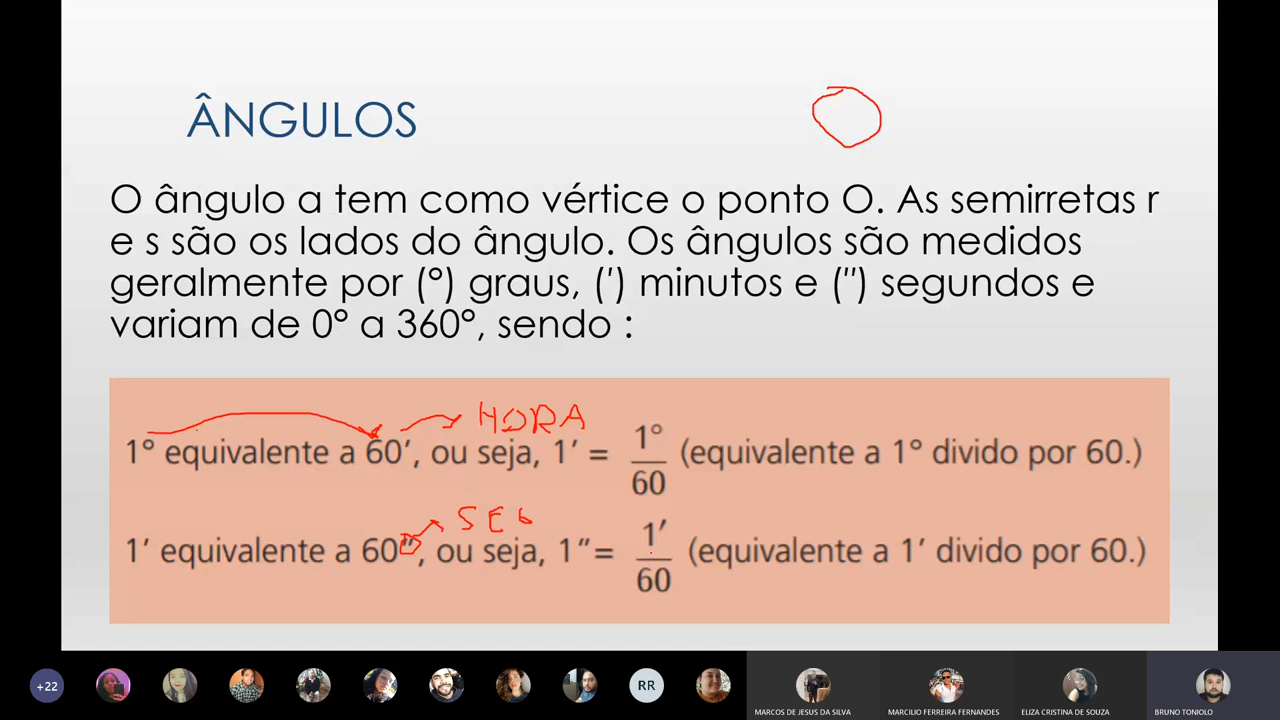 ÂNGULOS
O ângulo a tem como vértice o ponto O. As semirretas r
e s são os lados do ângulo. Os ângulos são medidos
geralmente por (°) graus, (') minutos e (") segundos e
variam de 0° a 360°, sendo :
HORA
1° equivalente a 60′, ou seja, 1′ = 1°/60 (equivalente a 1° divido por 60.)
SEG
1′ equivalente a 60″, ou seja, 1″= 1′/60 (equivalente a 1′ divido por 60.)
+22
RR
MARCOS DE JESUS DA SILVA
MARCILIO FERREIRA FERNANDES
ELIZA CRISTINA DE SOUZA
BRUNO TONIOLO